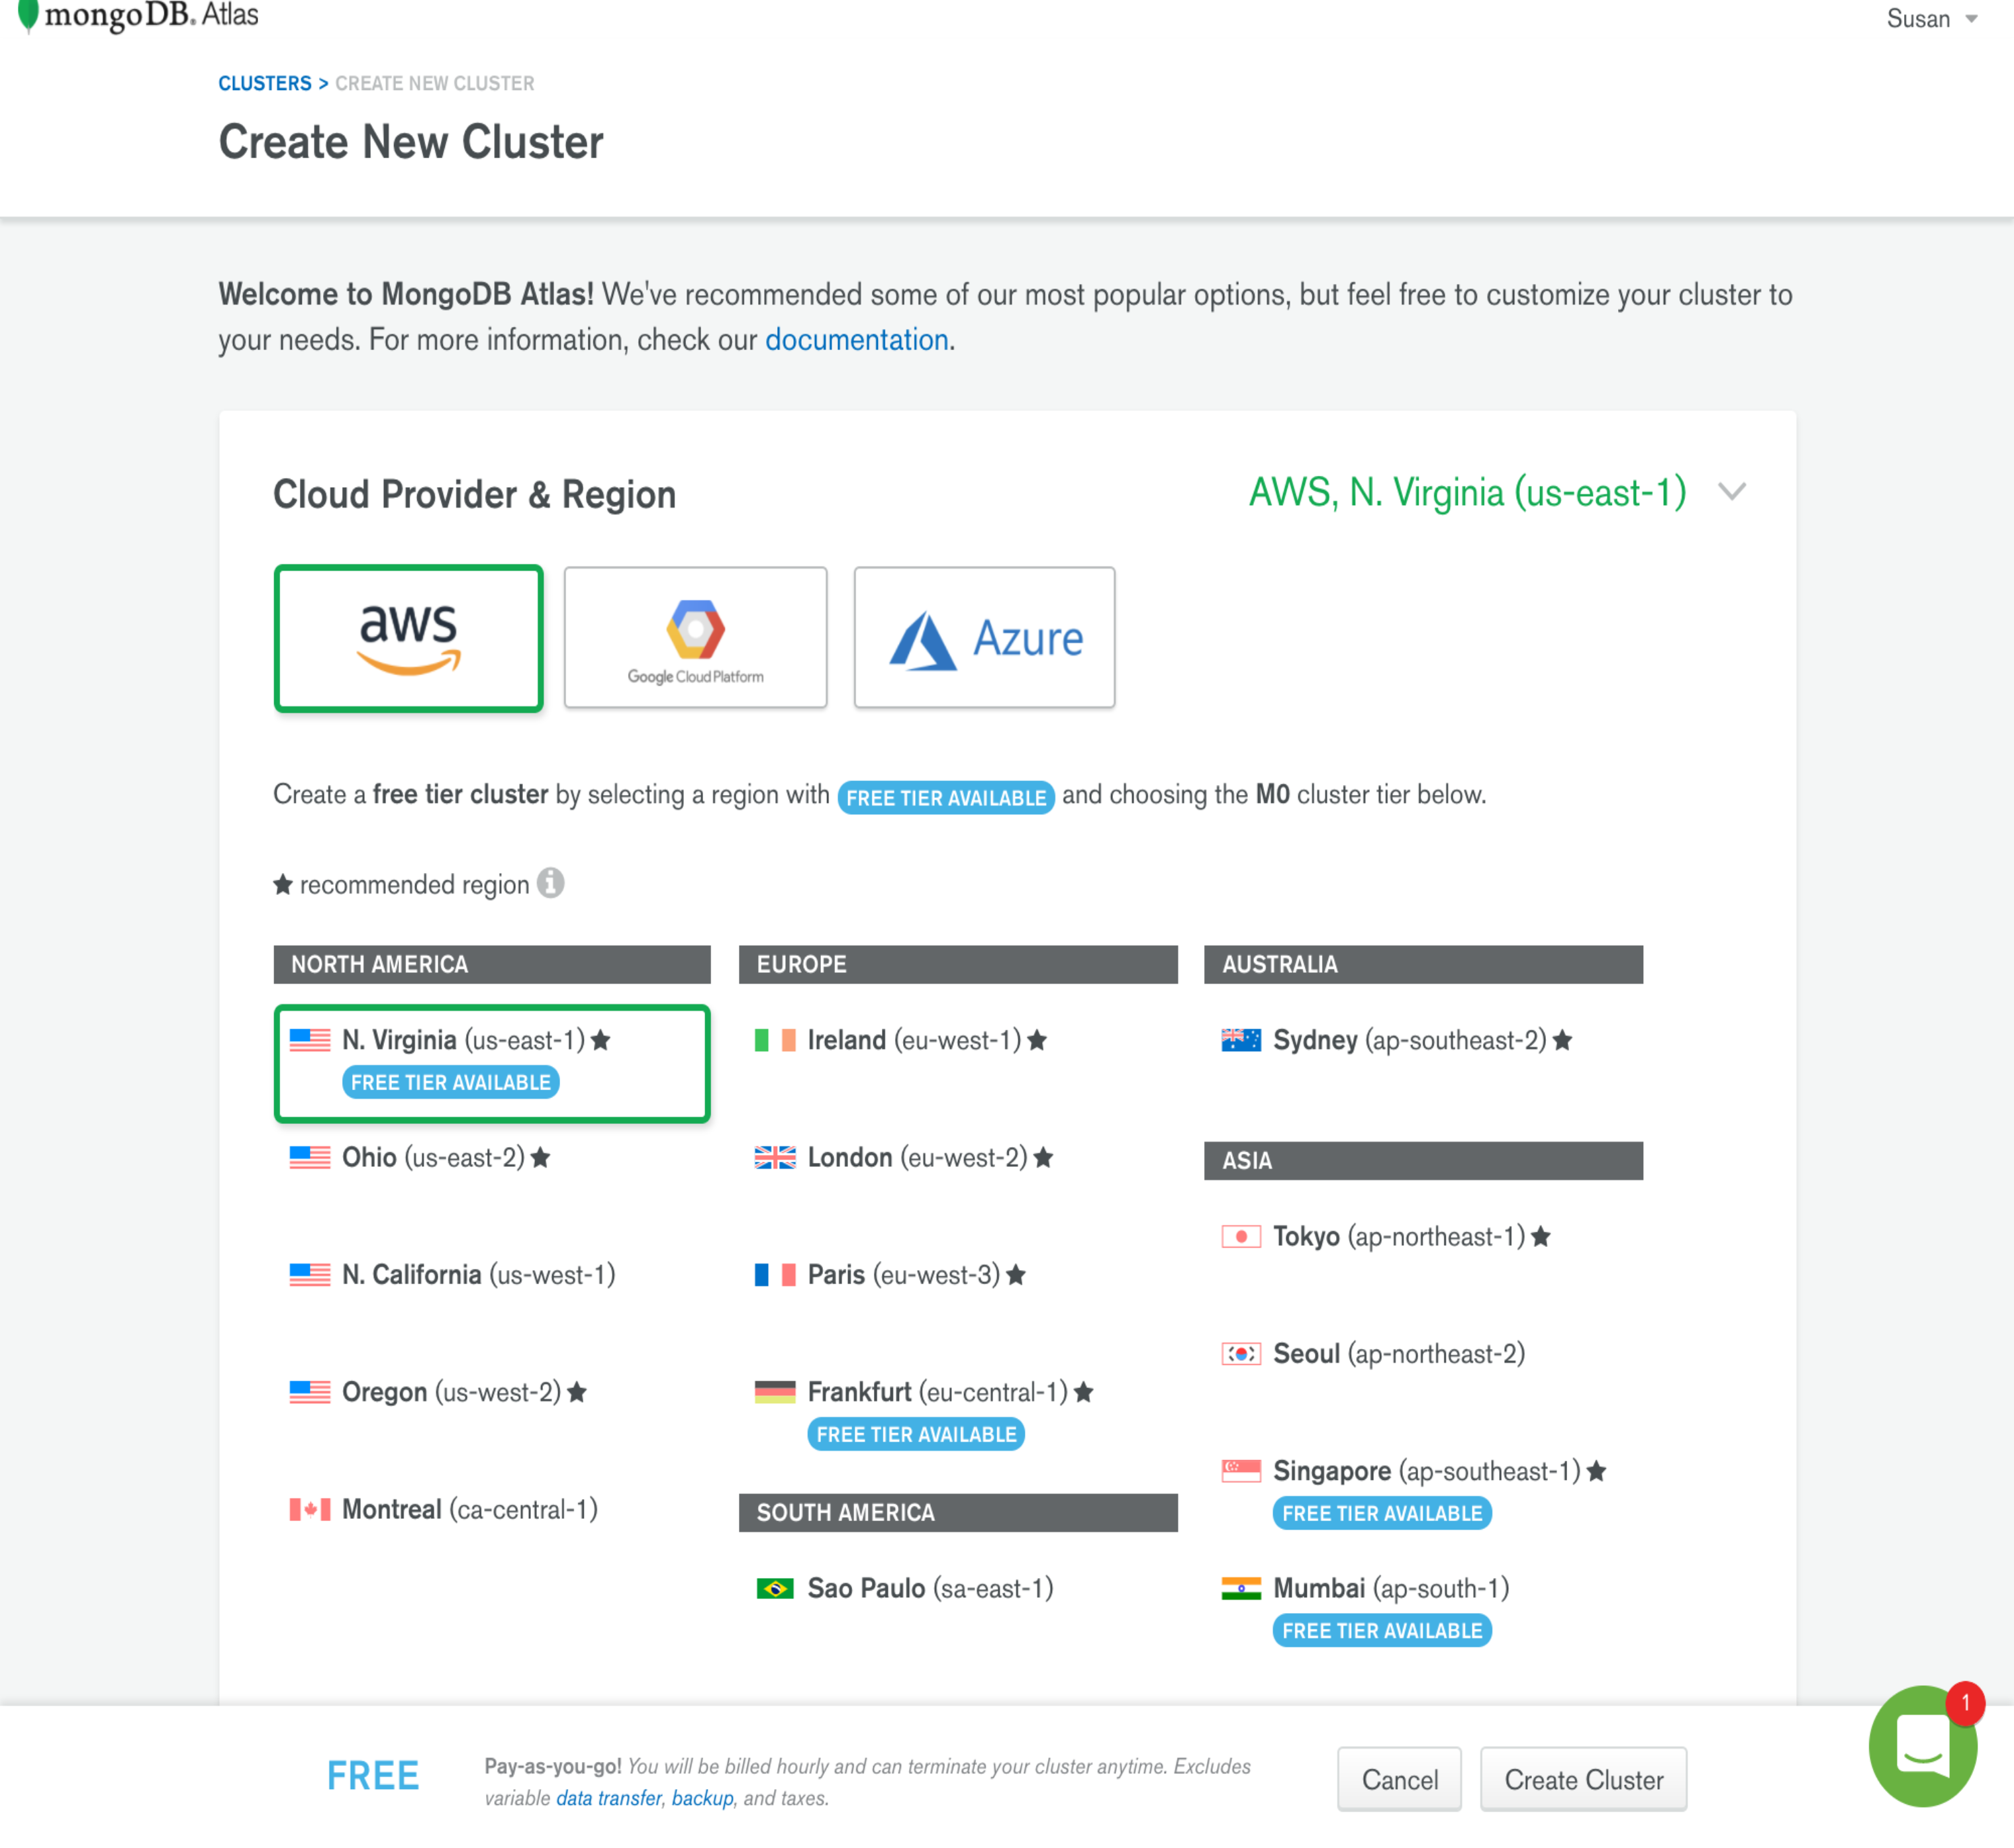 mongoDB. Atlas
Susan
CLUSTERS > CREATE NEW CLUSTER
Create New Cluster
Welcome to MongoDB Atlas! We've recommended some of our most popular options, but feel free to customize your cluster to
your needs. For more information, check our documentation.
Cloud Provider & Region
AWS, N. Virginia (us-east-1)
aws
Google Cloud Platform
Azure
Create a free tier cluster by selecting a region with FREE TIER AVAILABLE and choosing the M0 cluster tier below.
★ recommended region i
NORTH AMERICA
N. Virginia (us-east-1) ★
FREE TIER AVAILABLE
Ohio (us-east-2) ★
N. California (us-west-1)
Oregon (us-west-2) ★
Montreal (ca-central-1)
EUROPE
Ireland (eu-west-1) ★
London (eu-west-2) ★
Paris (eu-west-3) ★
Frankfurt (eu-central-1) ★
FREE TIER AVAILABLE
SOUTH AMERICA
Sao Paulo (sa-east-1)
AUSTRALIA
Sydney (ap-southeast-2) ★
ASIA
Tokyo (ap-northeast-1) ★
Seoul (ap-northeast-2)
Singapore (ap-southeast-1) ★
FREE TIER AVAILABLE
Mumbai (ap-south-1)
FREE TIER AVAILABLE
FREE
Pay-as-you-go! You will be billed hourly and can terminate your cluster anytime. Excludes
variable data transfer, backup, and taxes.
Cancel
Create Cluster
1